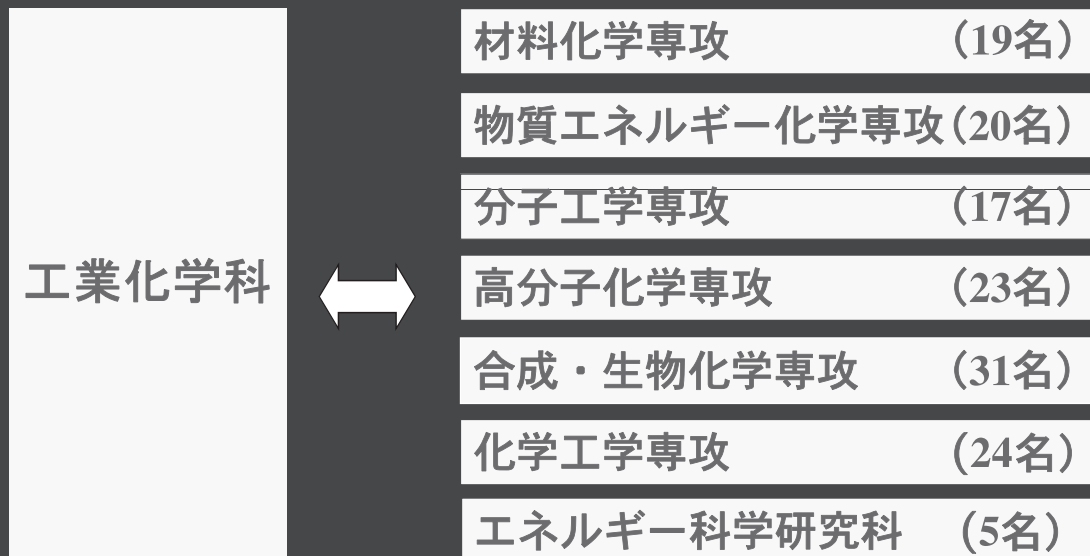 工業化学科
材料化学専攻 (19名)
物質エネルギー化学専攻(20名)
分子工学専攻 (17名)
高分子化学専攻 (23名)
合成・生物化学専攻 (31名)
化学工学専攻 (24名)
エネルギー科学研究科 (5名)